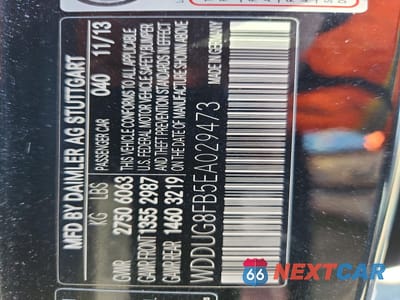 MFD BY DAIMLER AG STUTTGART
PASSENGER CAR 040 11/13
KG LBS
GMR 2750 6063
GAWR FRONT 1355 2987
GAWR REAR 1460 3219
THIS VEHICLE CONFORMS TO ALL APPLICABLE
U.S. FEDERAL MOTOR VEHICLE SAFETY/BUMPER
AND THEFT PREVENTION STANDARDS IN EFFECT
ON THE DATE OF MANUFACTURE SHOWN ABOVE
MADE IN GERMANY
WDDUG8FB5EA029473
66 NEXTCAR